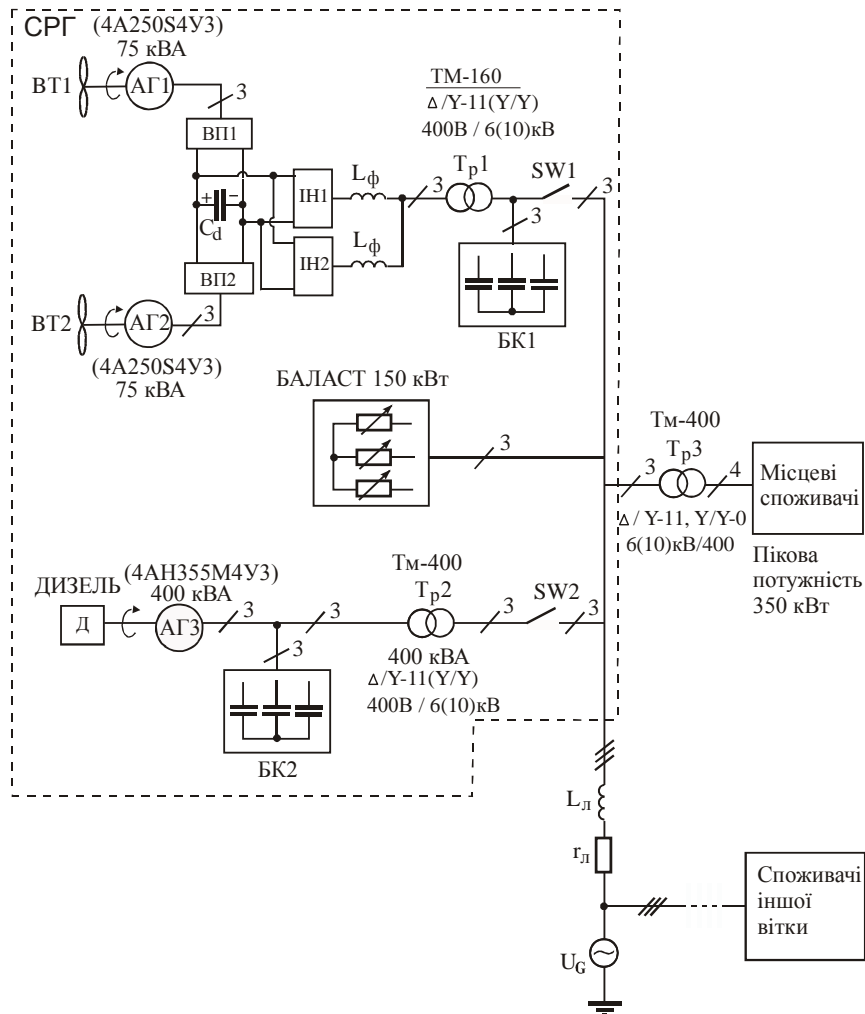 СРГ
(4А250S4У3)
75 кВА
ВТ1
АГ1
3
ВП1
+
−
C_d
ІН1
ІН2
L_ф
L_ф
3
ТМ-160
Δ/Y-11(Y/Y)
400В / 6(10)кВ
T_p1
SW1
3
3
БК1
ВП2
ВТ2
АГ2
3
(4А250S4У3)
75 кВА
БАЛАСТ 150 кВт
3
Тм-400
T_p3
3
4
Δ/ Y-11, Y/Y-0
6(10)кВ/400
Місцеві
споживачі
Пікова
потужність
350 кВт
ДИЗЕЛЬ
Д
(4АН355М4У3)
400 кВА
АГ3
3
3
3
БК2
Тм-400
T_p2
400 кВА
Δ/Y-11(Y/Y)
400В / 6(10)кВ
3
SW2
3
L_л
r_л
U_G
Споживачі
іншої
вітки